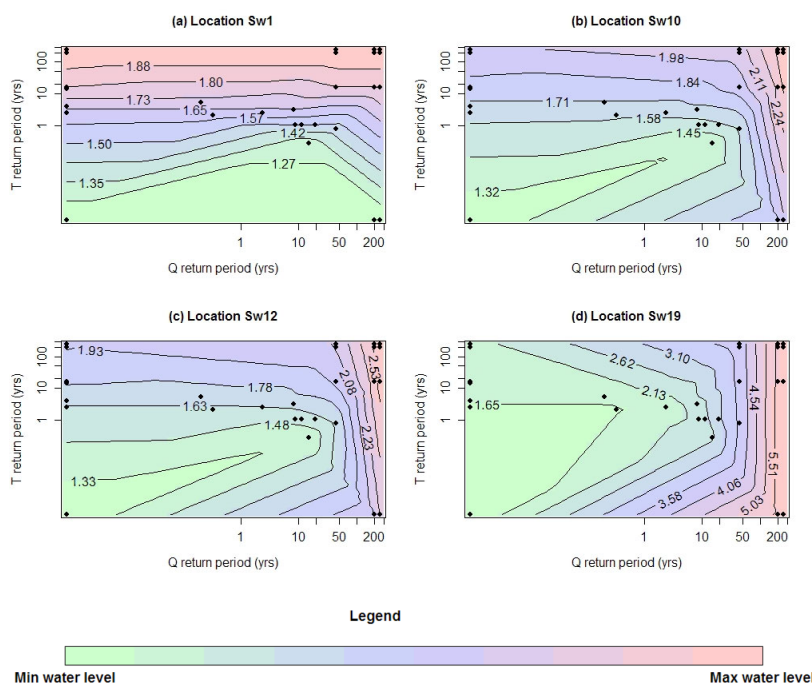 (a) Location Sw1
T return period (yrs)
100
10
1
1.88
1.80
1.73
1.65
1.57
1.50
1.42
1.35
1.27
1 10 50 200
Q return period (yrs)
(b) Location Sw10
T return period (yrs)
100
10
1
1.98
2.11
1.84
1.71
2.24
1.58
1.45
1.32
1 10 50 200
Q return period (yrs)
(c) Location Sw12
T return period (yrs)
100
10
1
1.93
2.53
2.08
1.78
1.63
1.48
2.23
1.33
1 10 50 200
Q return period (yrs)
(d) Location Sw19
T return period (yrs)
100
10
1
2.62
3.10
2.13
4.54
1.65
5.51
4.06
3.58
5.03
1 10 50 200
Q return period (yrs)
Legend
Min water level
Max water level